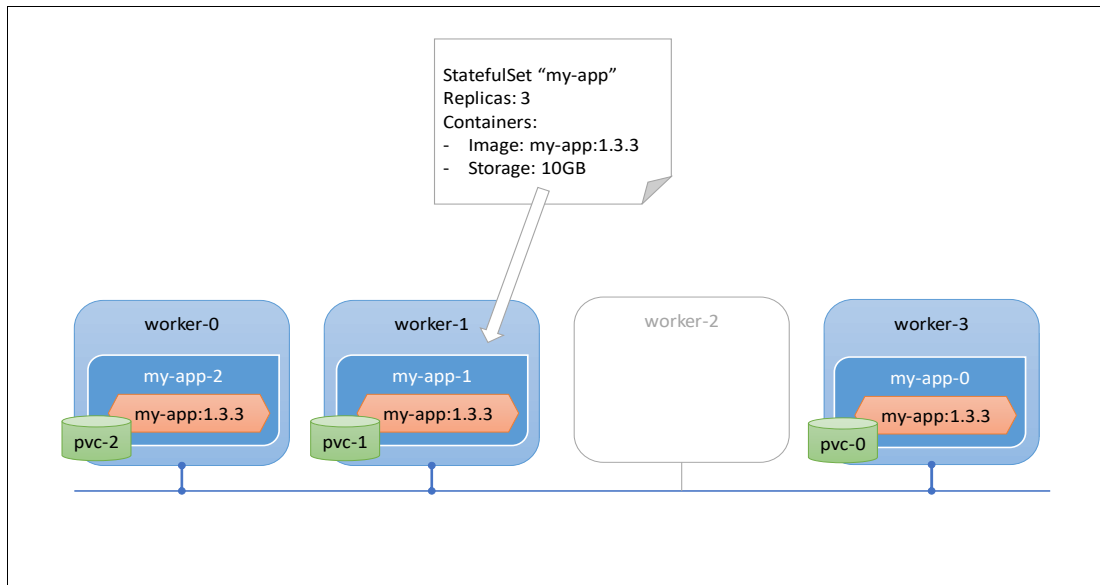 StatefulSet “my-app”
Replicas: 3
Containers:
- Image: my-app:1.3.3
- Storage: 10GB
worker-0
my-app-2
my-app:1.3.3
pvc-2
worker-1
my-app-1
my-app:1.3.3
pvc-1
worker-2
worker-3
my-app-0
my-app:1.3.3
pvc-0